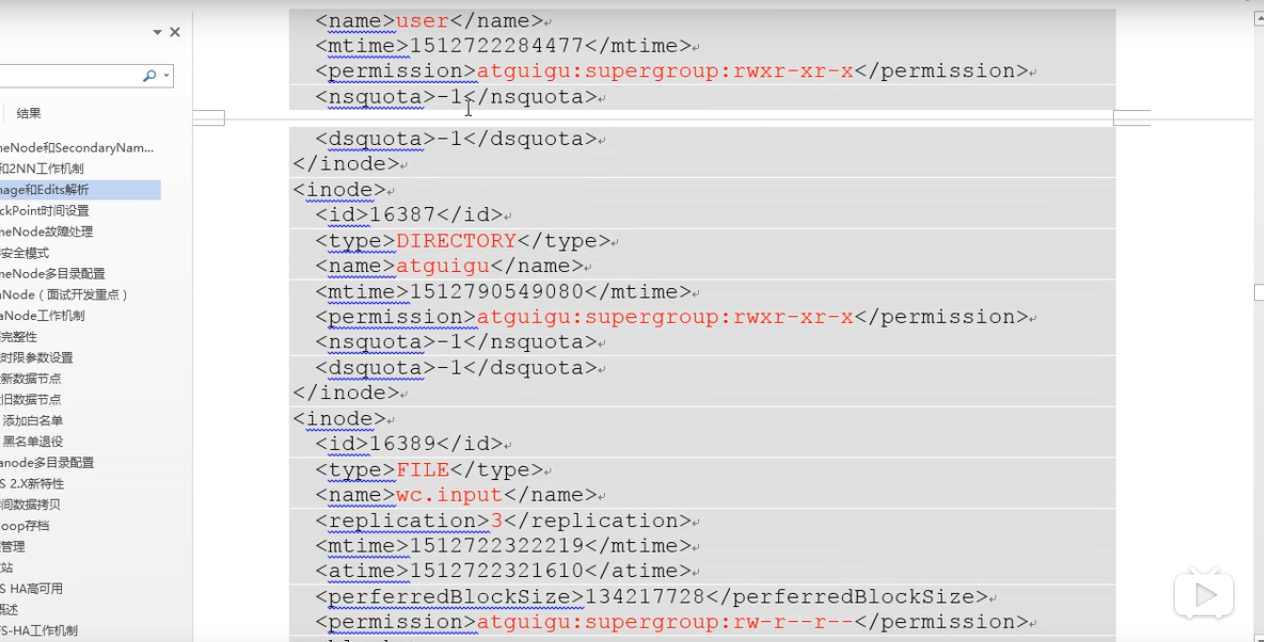 结果
meNode和SecondaryNam...
和2NN工作机制
mage和Edits解析
ckPoint时间设置
meNode故障处理
安全模式
meNode多目录配置
aNode（面试开发重点）
aNode工作机制
完整性
时限参数设置
新数据节点
旧数据节点
添加白名单
黑名单退役
anode多目录配置
S 2.X新特性
间数据拷贝
oop存档
管理
站
S HA高可用
概述
FS-HA工作机制
<name>user</name>
<mtime>1512722284477</mtime>
<permission>atguigu:supergroup:rwxr-xr-x</permission>
<nsquota>-1</nsquota>
<dsquota>-1</dsquota>
</inode>
<inode>
<id>16387</id>
<type>DIRECTORY</type>
<name>atguigu</name>
<mtime>1512790549080</mtime>
<permission>atguigu:supergroup:rwxr-xr-x</permission>
<nsquota>-1</nsquota>
<dsquota>-1</dsquota>
</inode>
<inode>
<id>16389</id>
<type>FILE</type>
<name>wc.input</name>
<replication>3</replication>
<mtime>1512722322219</mtime>
<atime>1512722321610</atime>
<perferredBlockSize>134217728</perferredBlockSize>
<permission>atguigu:supergroup:rw-r--r--</permission>